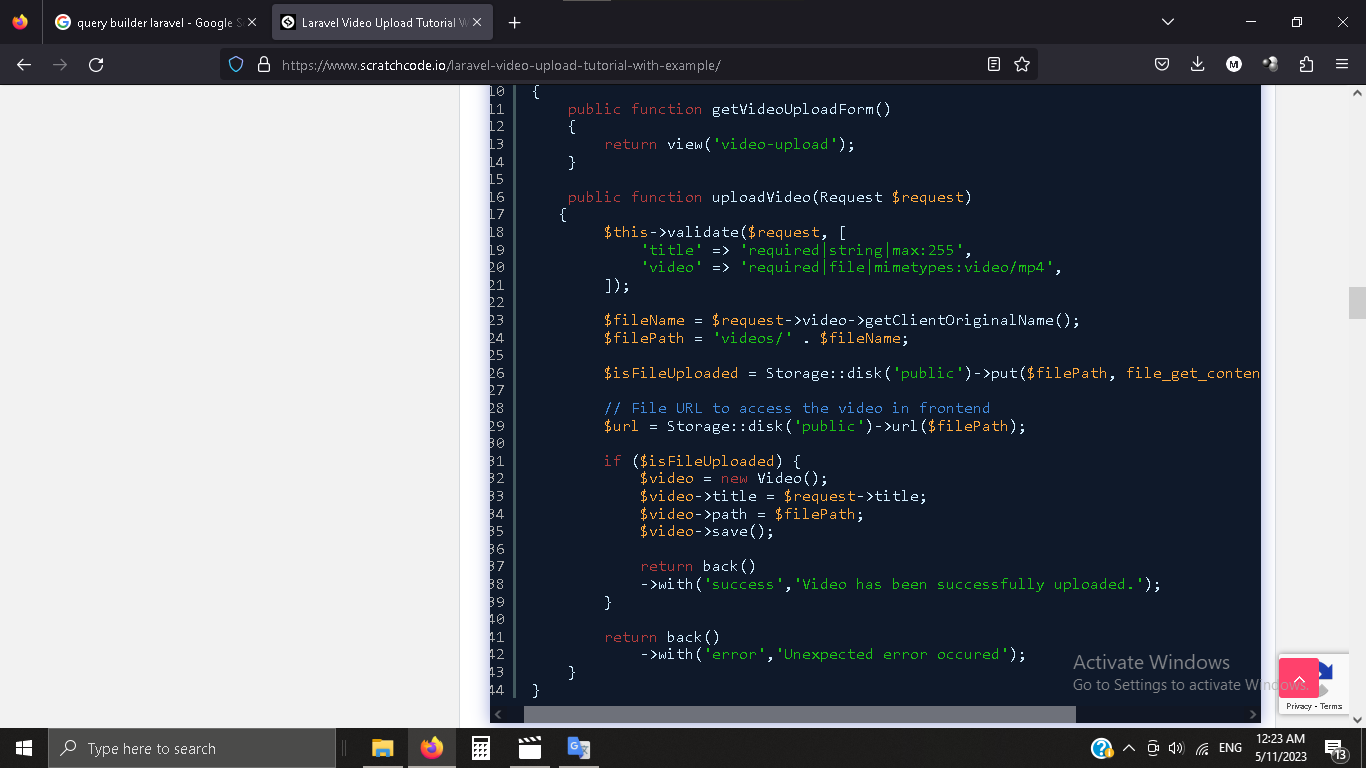 query builder laravel - Google S
Laravel Video Upload Tutorial W
https://www.scratchcode.io/laravel-video-upload-tutorial-with-example/
M
10 {
11 public function getVideoUploadForm()
12 {
13 return view('video-upload');
14 }
15
16 public function uploadVideo(Request $request)
17 {
18 $this->validate($request, [
19 'title' => 'required|string|max:255',
20 'video' => 'required|file|mimetypes:video/mp4',
21 ]);
22
23 $fileName = $request->video->getClientOriginalName();
24 $filePath = 'videos/' . $fileName;
25
26 $isFileUploaded = Storage::disk('public')->put($filePath, file_get_conten
27
28 // File URL to access the video in frontend
29 $url = Storage::disk('public')->url($filePath);
30
31 if ($isFileUploaded) {
32 $video = new Video();
33 $video->title = $request->title;
34 $video->path = $filePath;
35 $video->save();
36
37 return back()
38 ->with('success','Video has been successfully uploaded.');
39 }
40
41 return back()
42 ->with('error','Unexpected error occured');
43 }
44 }
Activate Windows
Go to Settings to activate Windows.
Privacy - Terms
Type here to search
ENG
12:23 AM
5/11/2023
13